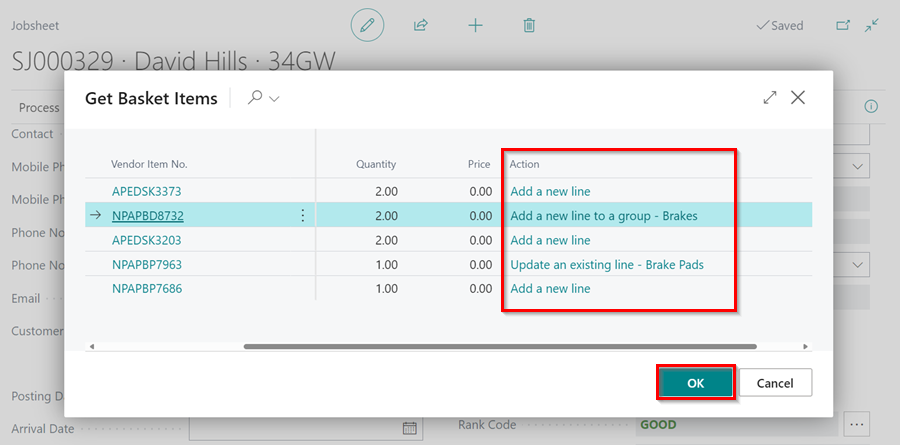 Jobsheet
Saved
SJ000329 · David Hills · 34GW
Get Basket Items
Process
Contact
Mobile Ph
Mobile Ph
Phone No
Phone No
Email
Customer
Posting D
Vendor Item No. Quantity Price Action
APEDSK3373 2.00 0.00 Add a new line
NPAPBD8732 2.00 0.00 Add a new line to a group - Brakes
APEDSK3203 2.00 0.00 Add a new line
NPAPBP7963 1.00 0.00 Update an existing line - Brake Pads
NPAPBP7686 1.00 0.00 Add a new line
OK Cancel
Arrival Date
Rank Code GOOD